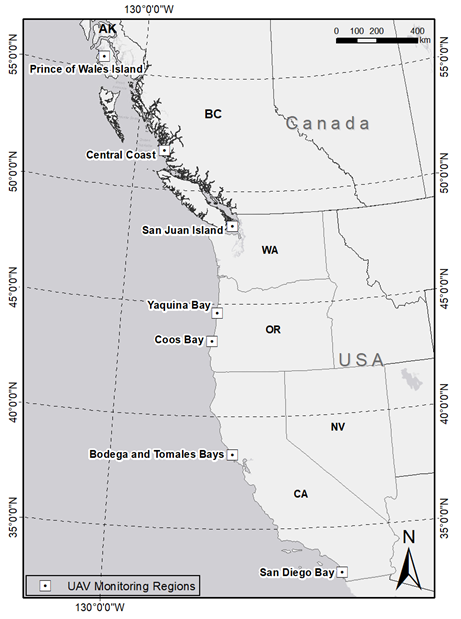 130°0'0"W
AK
0 100 200 400
km
55°0'0"N
55°0'0"N
Prince of Wales Island
BC
Canada
Central Coast
50°0'0"N
50°0'0"N
San Juan Island
WA
45°0'0"N
45°0'0"N
Yaquina Bay
OR
Coos Bay
USA
40°0'0"N
40°0'0"N
NV
Bodega and Tomales Bays
CA
35°0'0"N
35°0'0"N
N
San Diego Bay
UAV Monitoring Regions
130°0'0"W